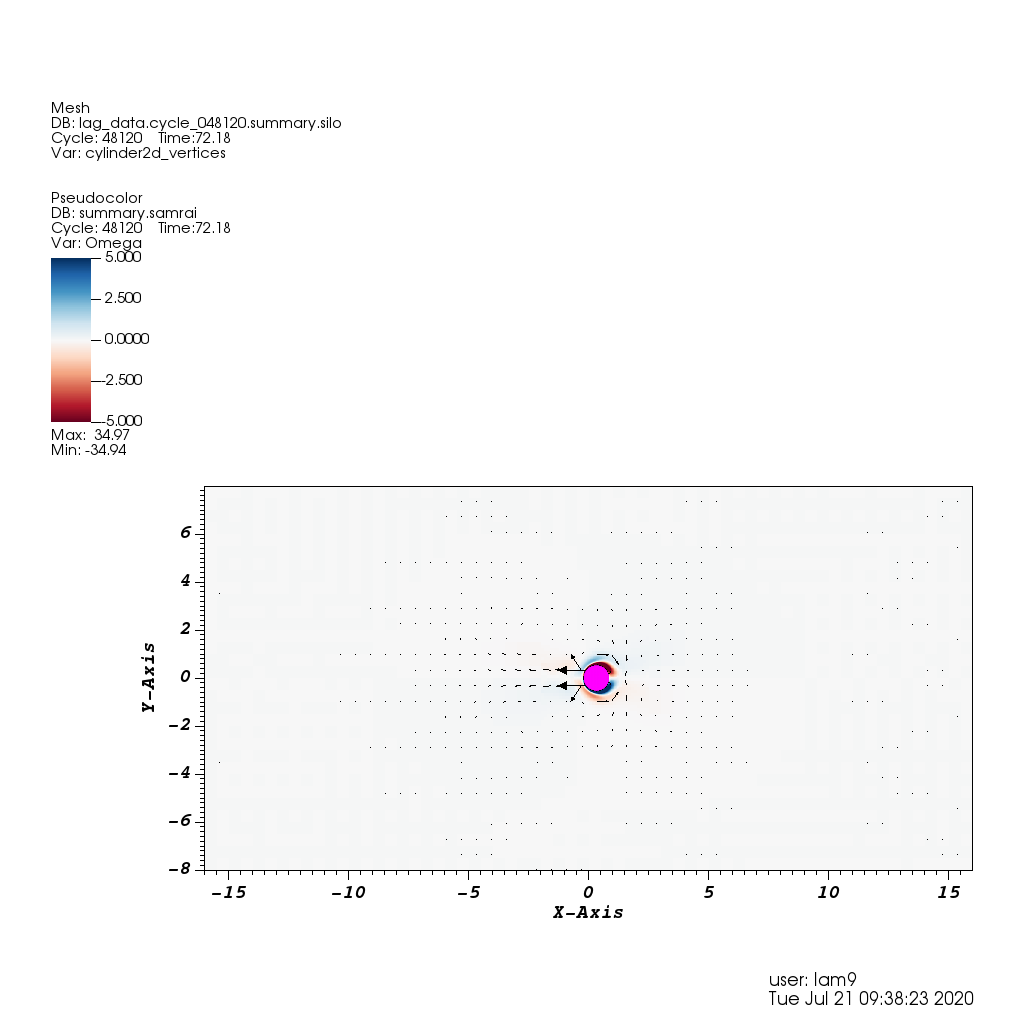 Mesh
DB: lag_data.cycle_048120.summary.silo
Cycle: 48120 Time:72.18
Var: cylinder2d_vertices
Pseudocolor
DB: summary.samrai
Cycle: 48120 Time:72.18
Var: Omega
5.000
2.500
0.0000
-2.500
-5.000
Max: 34.97
Min: -34.94
6
4
2
0
-2
-4
-6
-8
Y-Axis
-15 -10 -5 0 5 10 15
X-Axis
user: lam9
Tue Jul 21 09:38:23 2020